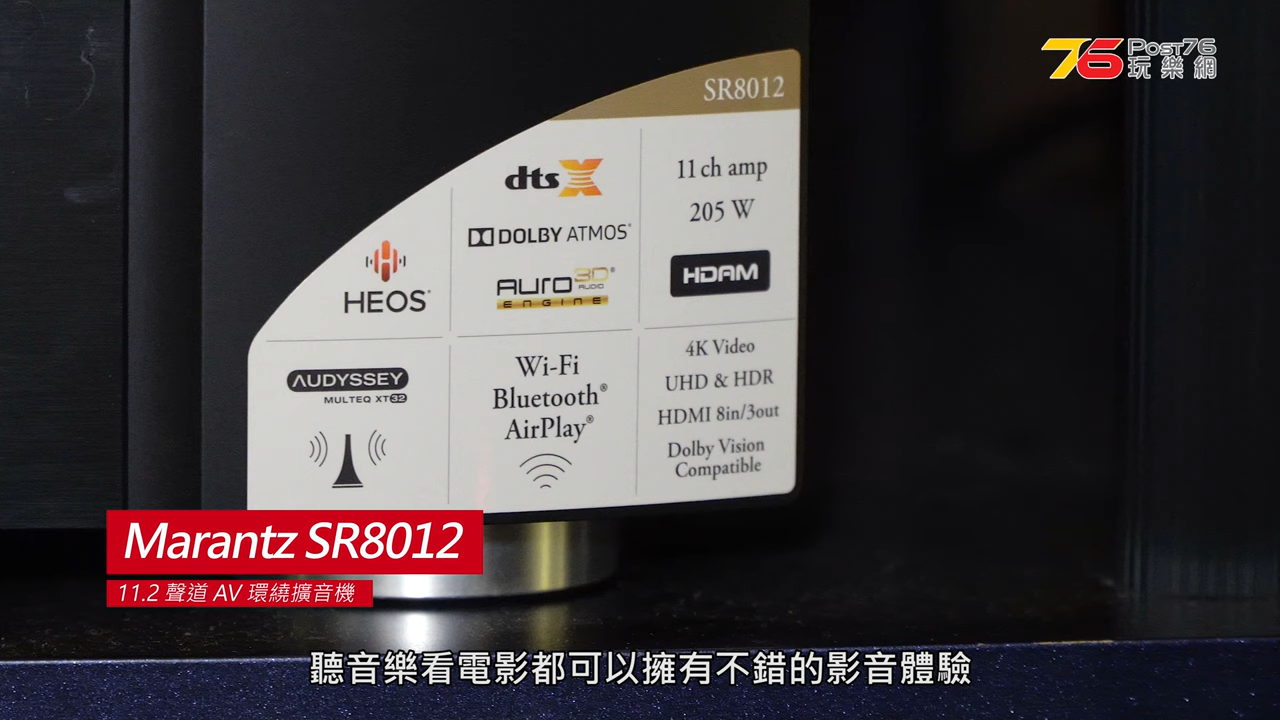 76 POST76
玩樂網
SR8012
dts X
11 ch amp
205 W
DOLBY ATMOS®
HEOS®
AURO 3D®
AUDIO
ENGINE
HDAM
AUDYSSEY
MULTEQ XT32
Wi-Fi
Bluetooth®
AirPlay®
4K Video
UHD & HDR
HDMI 8in/3out
Dolby Vision
Compatible
Marantz SR8012
11.2 聲道 AV 環繞擴音機
聽音樂看電影都可以擁有不錯的影音體驗